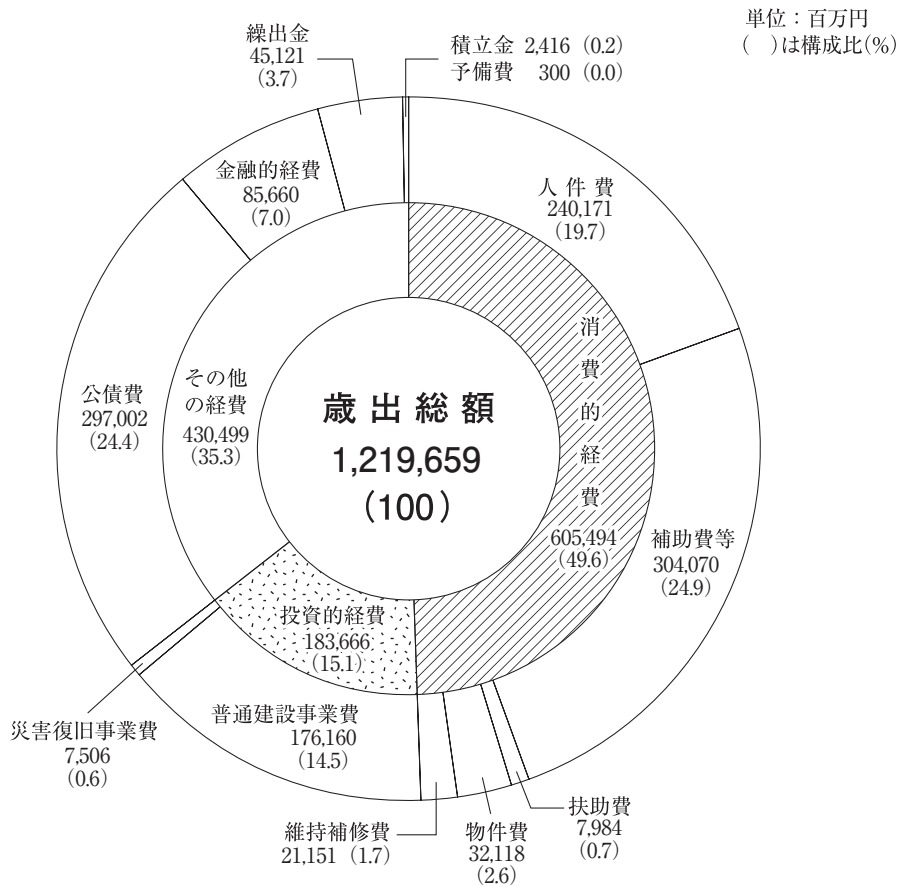 単位：百万円
(　)は構成比(%)
繰出金
45,121
(3.7)
積立金 2,416 (0.2)
予備費 300 (0.0)
金融的経費
85,660
(7.0)
人件費
240,171
(19.7)
消費的経費
605,494
(49.6)
その他
の経費
430,499
(35.3)
公債費
297,002
(24.4)
歳出総額
1,219,659
(100)
補助費等
304,070
(24.9)
投資的経費
183,666
(15.1)
普通建設事業費
176,160
(14.5)
災害復旧事業費
7,506
(0.6)
維持補修費
21,151 (1.7)
物件費
32,118
(2.6)
扶助費
7,984
(0.7)